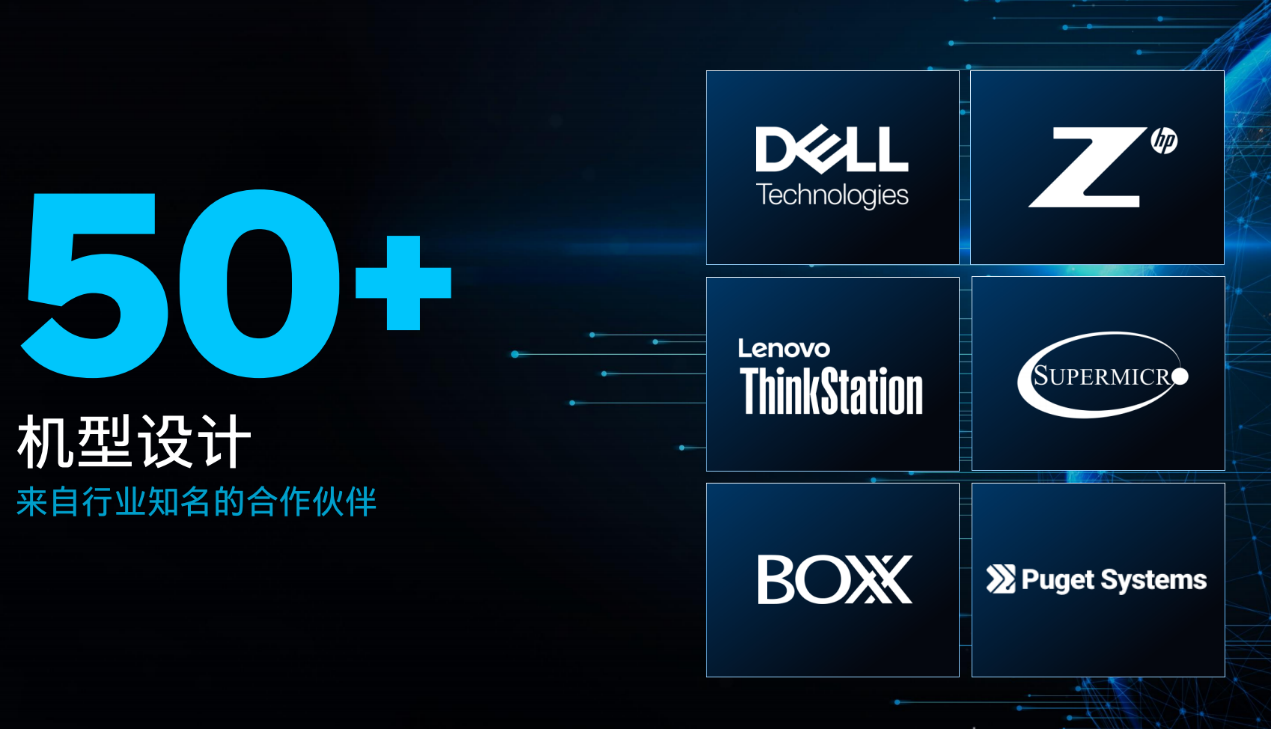 50+
机型设计
来自行业知名的合作伙伴
DELL
Technologies
Z hp
Lenovo
ThinkStation
SUPERMICRO
BOXX
Puget Systems